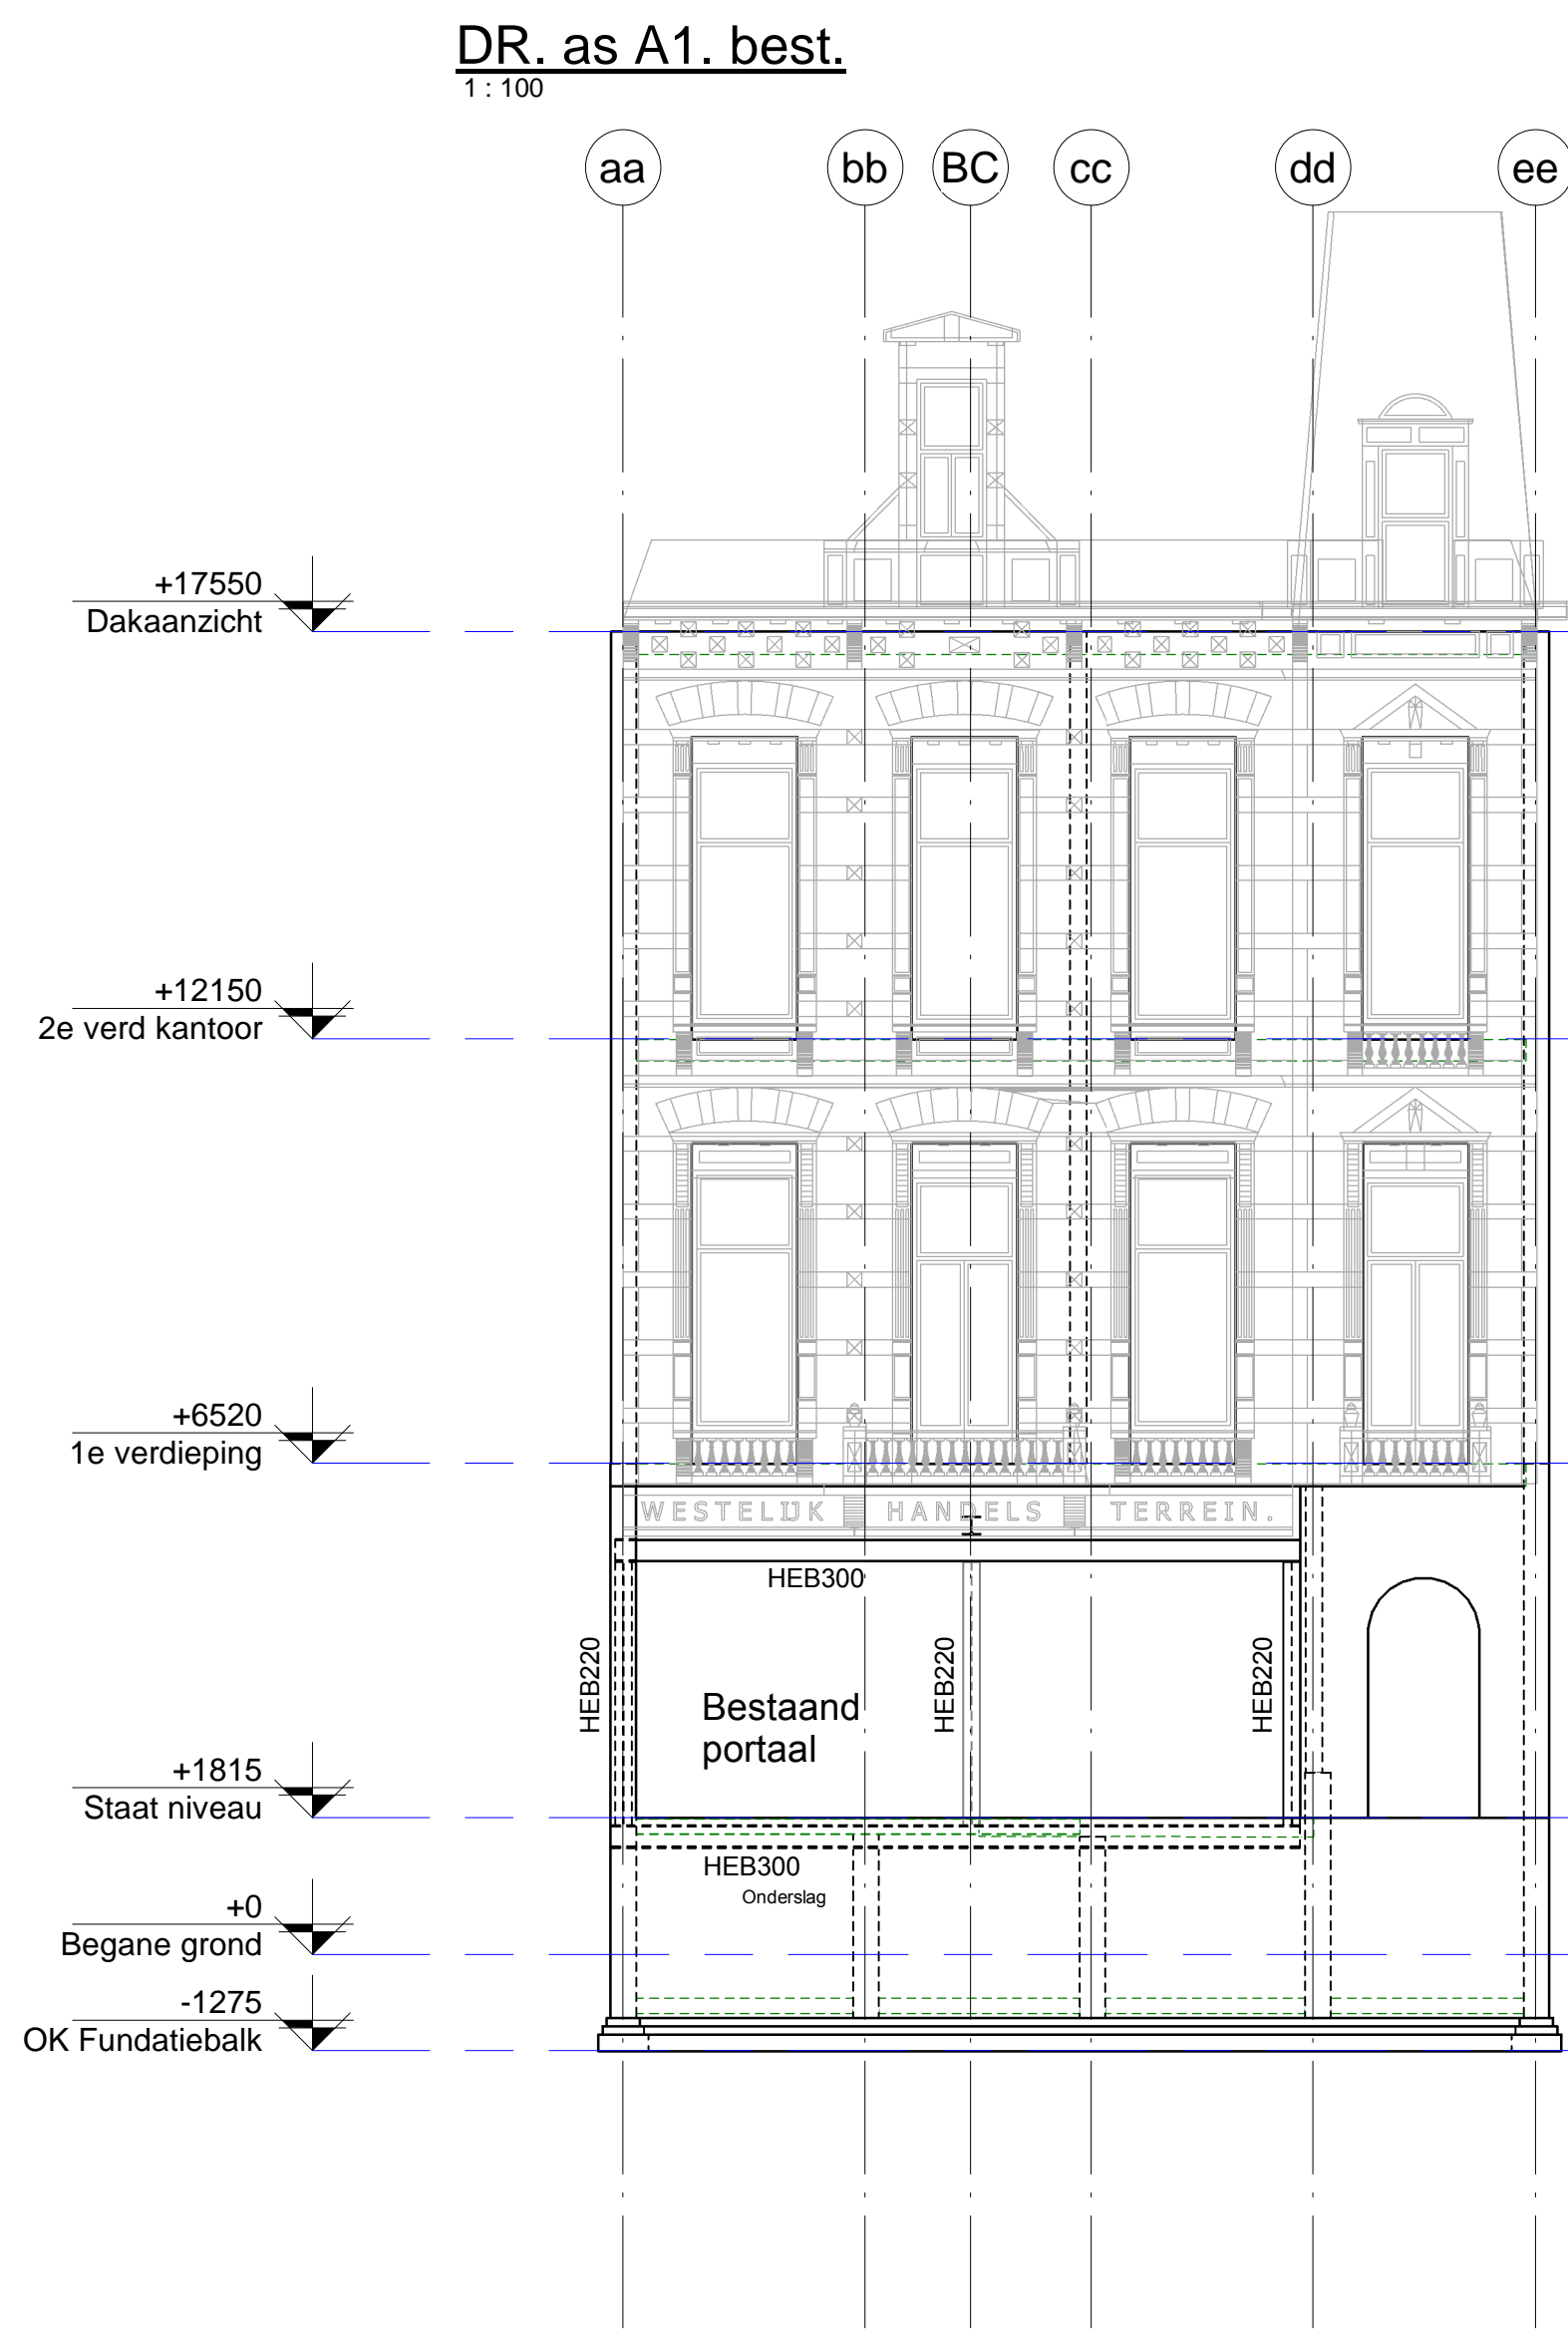 DR. as A1. best.
1 : 100
aa bb BC cc dd ee
+17550
Dakaanzicht
+12150
2e verd kantoor
+6520
1e verdieping
WESTELIJK HANDELS TERREIN.
HEB300
HEB220 HEB220 HEB220
Bestaand
portaal
+1815
Staat niveau
HEB300
Onderslag
+0
Begane grond
-1275
OK Fundatiebalk